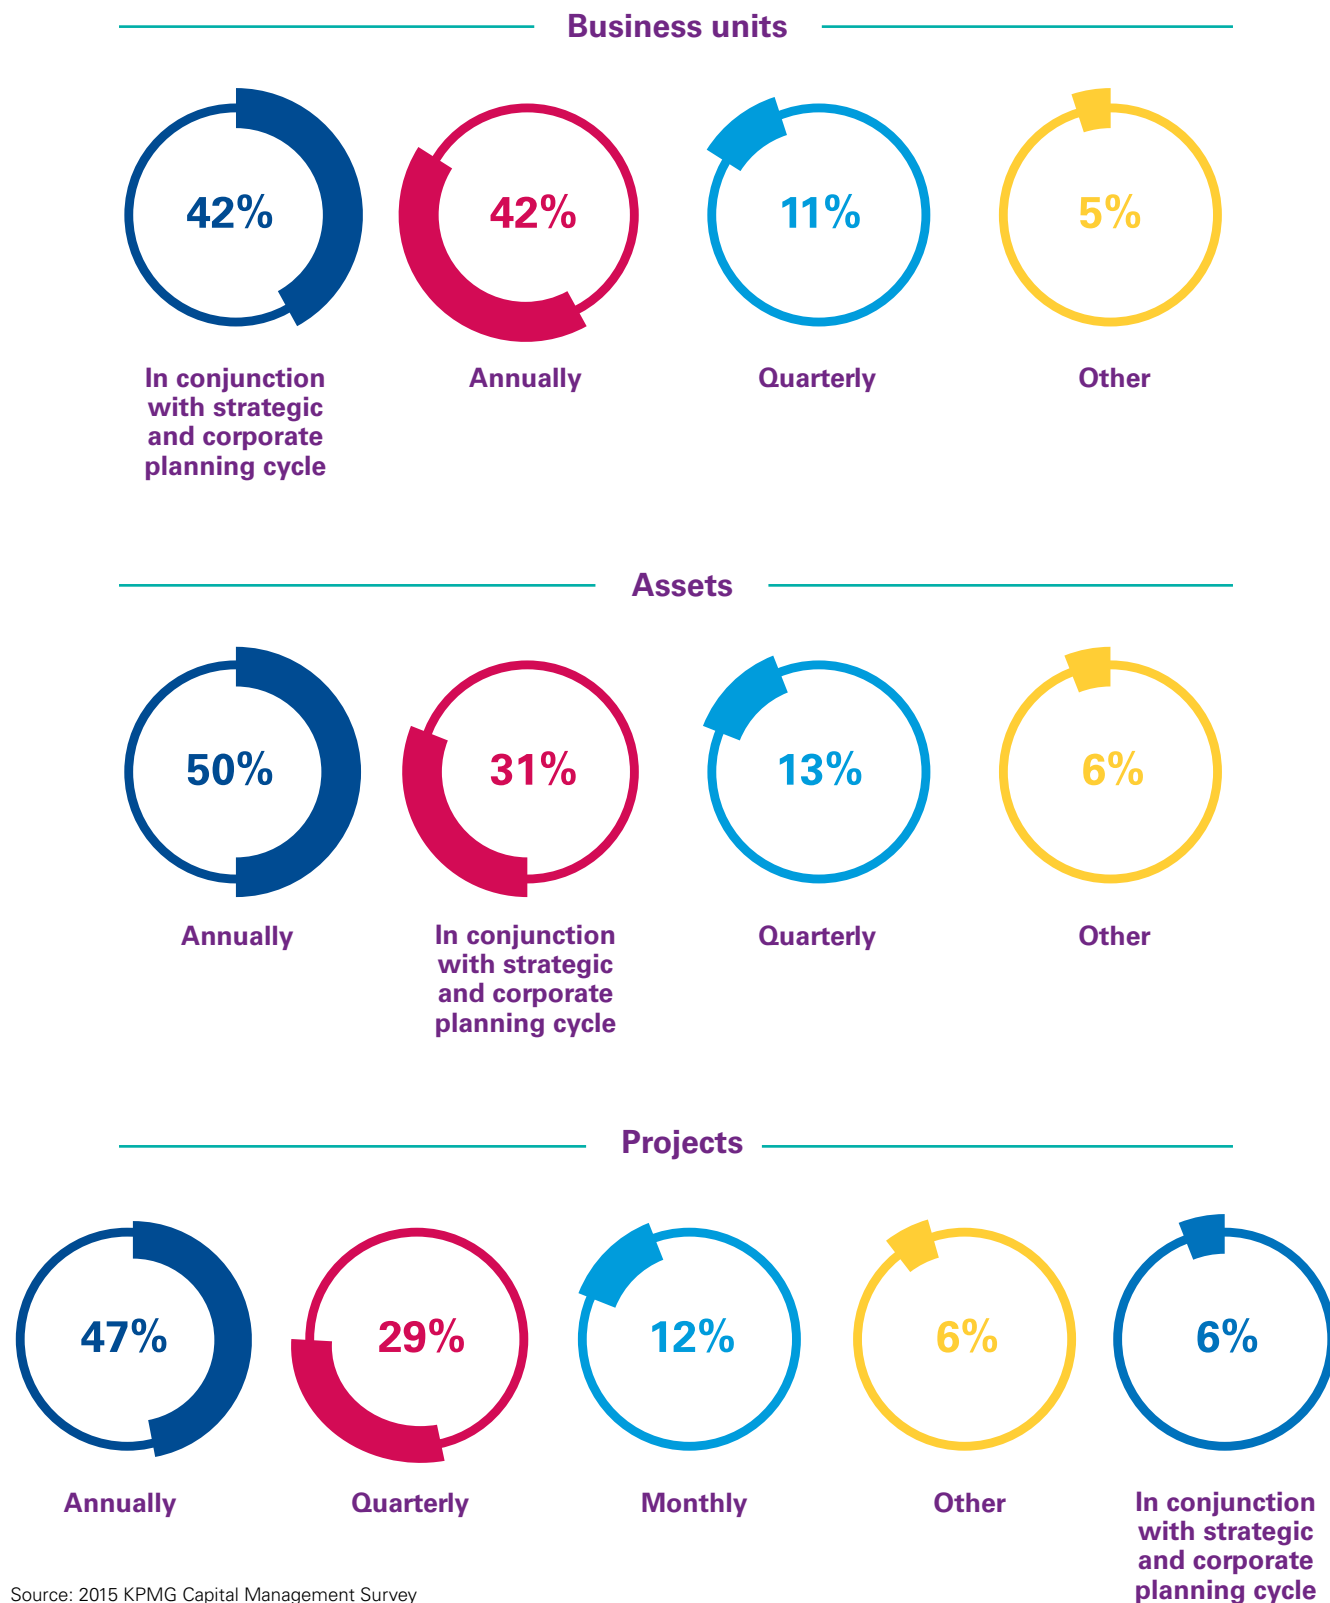 Business units
42%
42%
11%
5%
In conjunction
with strategic
and corporate
planning cycle
Annually
Quarterly
Other
Assets
50%
31%
13%
6%
Annually
In conjunction
with strategic
and corporate
planning cycle
Quarterly
Other
Projects
47%
29%
12%
6%
6%
Annually
Quarterly
Monthly
Other
In conjunction
with strategic
and corporate
planning cycle
Source: 2015 KPMG Capital Management Survey